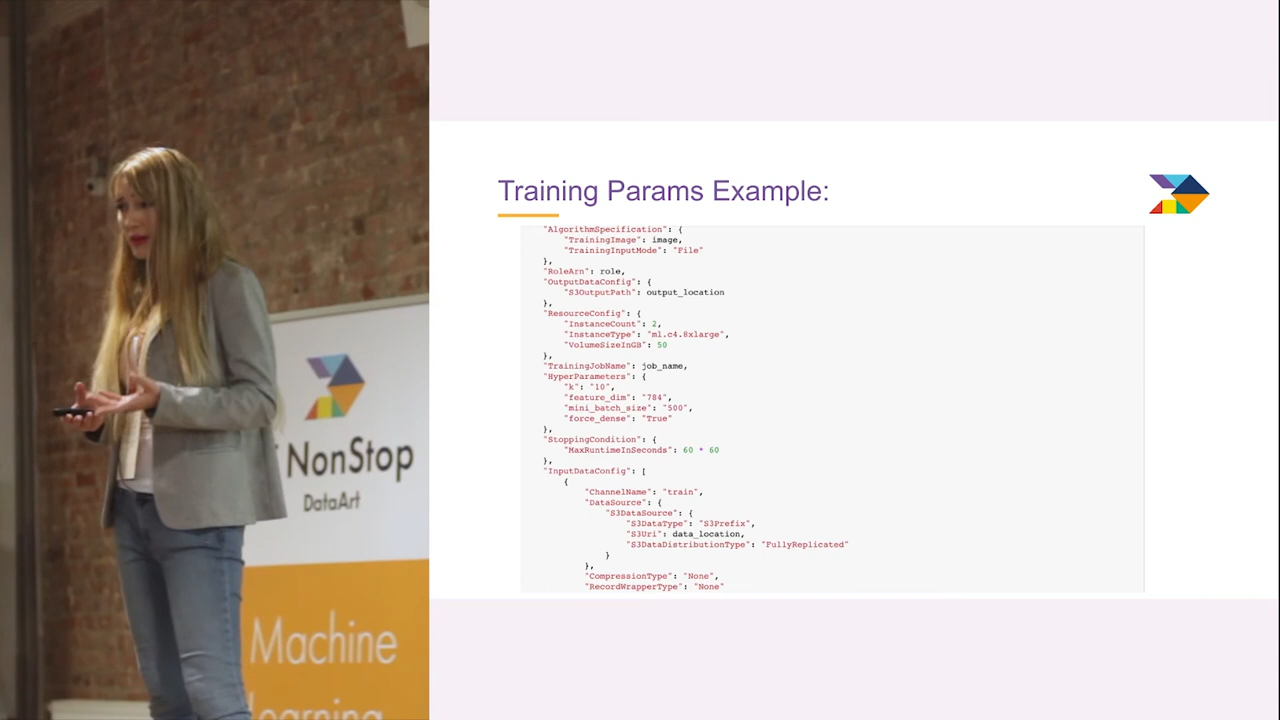 Training Params Example:
"AlgorithmSpecification": {
"TrainingImage": image,
"TrainingInputMode": "File"
},
"RoleArn": role,
"OutputDataConfig": {
"S3OutputPath": output_location
},
"ResourceConfig": {
"InstanceCount": 2,
"InstanceType": "ml.c4.8xlarge",
"VolumeSizeInGB": 50
},
"TrainingJobName": job_name,
"HyperParameters": {
"k": "10",
"feature_dim": "784",
"mini_batch_size": "500",
"force_dense": "True"
},
"StoppingCondition": {
"MaxRuntimeInSeconds": 60 * 60
},
"InputDataConfig": [
{
"ChannelName": "train",
"DataSource": {
"S3DataSource": {
"S3DataType": "S3Prefix",
"S3Uri": data_location,
"S3DataDistributionType": "FullyReplicated"
}
},
"CompressionType": "None",
"RecordWrapperType": "None"
NonStop
DataArt
Machine
Learning